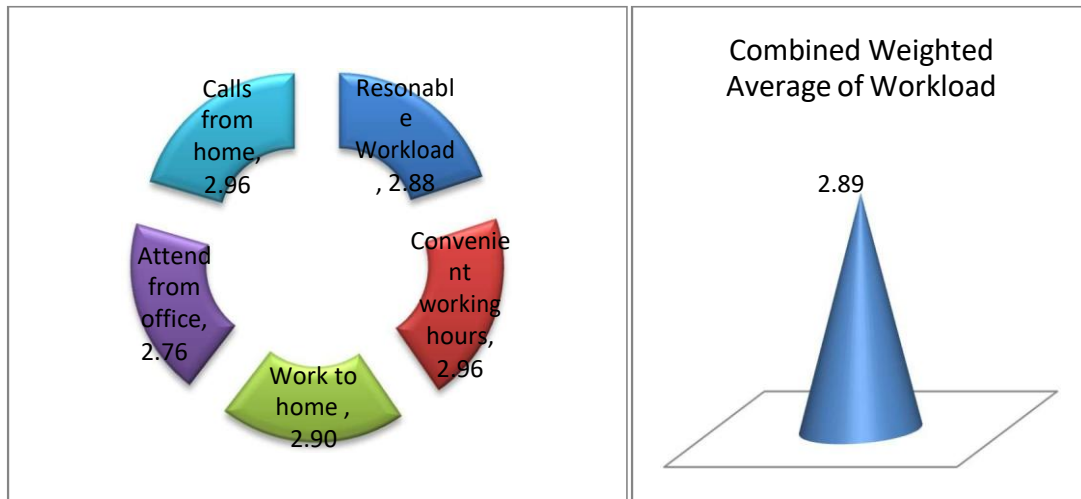 Calls
from
home,
2.96
Resonabl
e
Workload
, 2.88
Attend
from
office,
2.76
Convenie
nt
working
hours,
2.96
Work to
home ,
2.90
Combined Weighted
Average of Workload
2.89